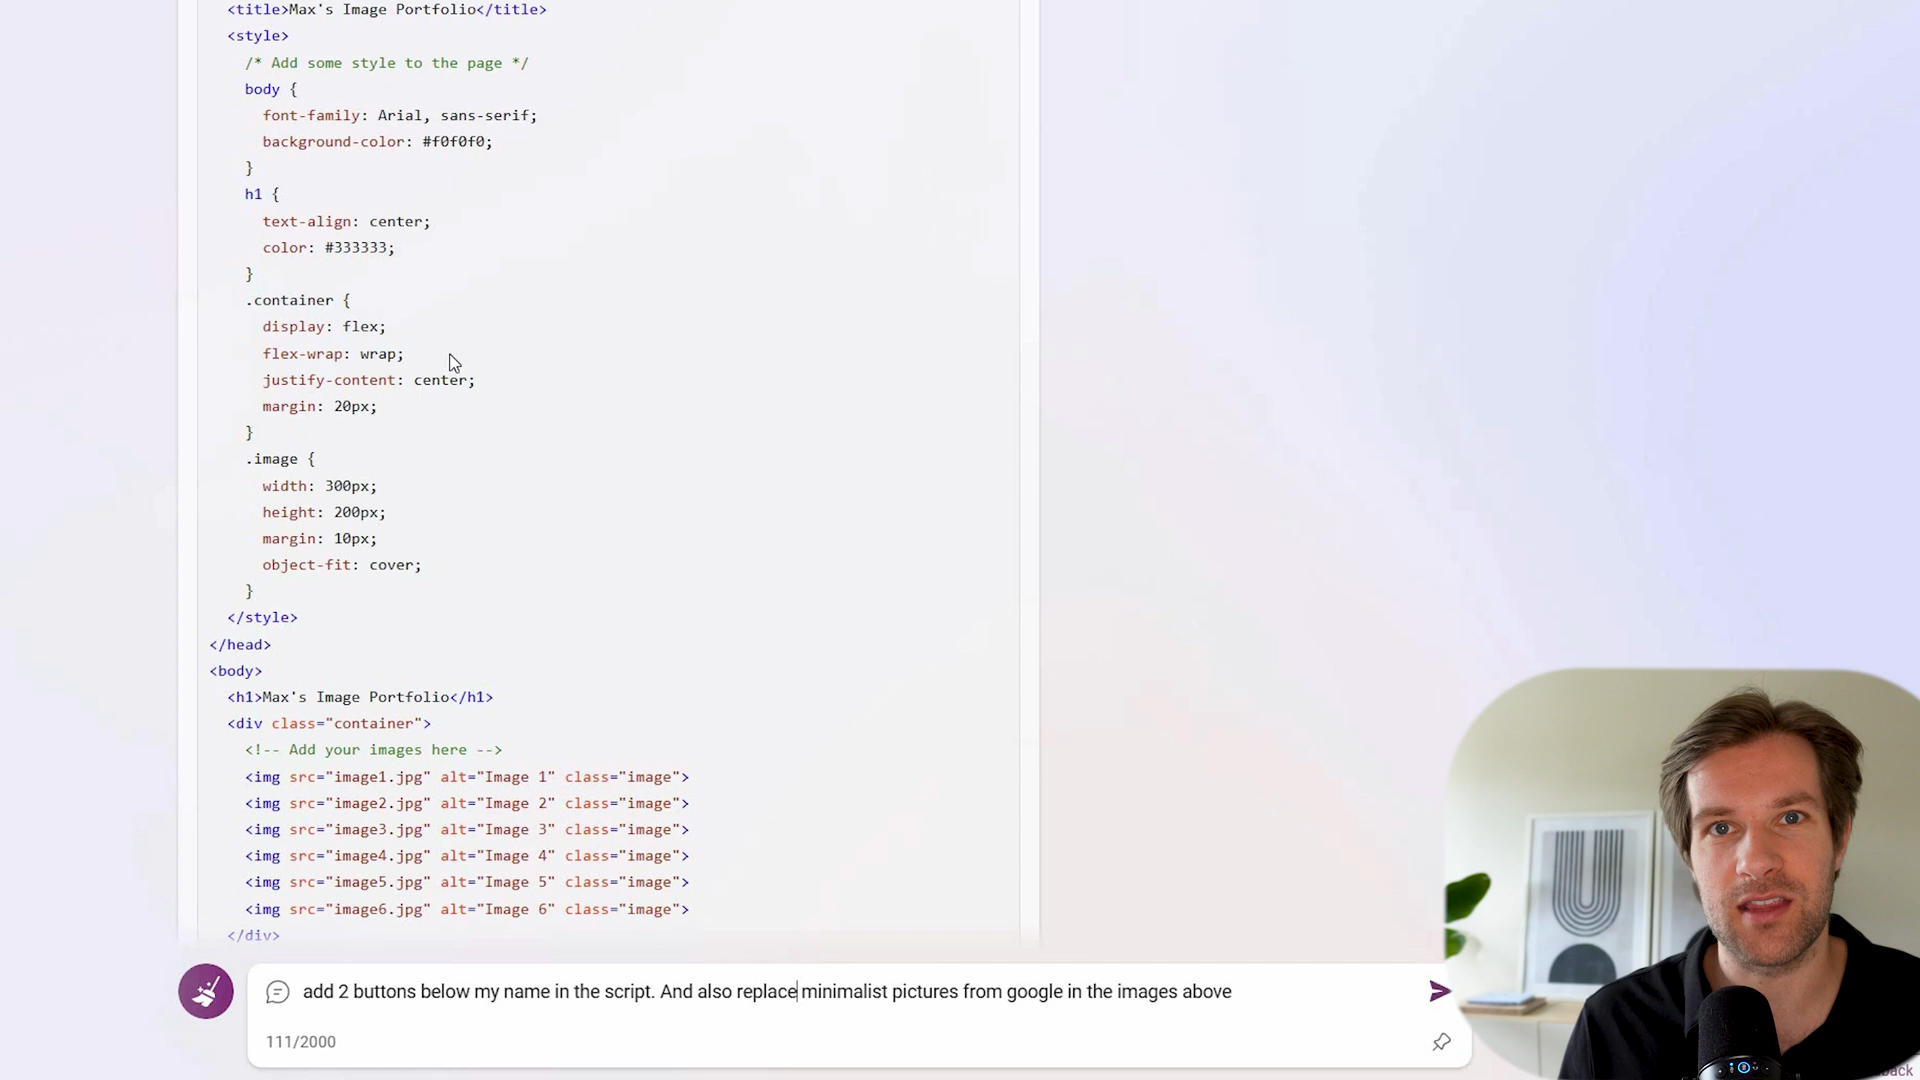 <title>Max's Image Portfolio</title>
<style>
/* Add some style to the page */
body {
font-family: Arial, sans-serif;
background-color: #f0f0f0;
}
h1 {
text-align: center;
color: #333333;
}
.container {
display: flex;
flex-wrap: wrap;
justify-content: center;
margin: 20px;
}
.image {
width: 300px;
height: 200px;
margin: 10px;
object-fit: cover;
}
</style>
</head>
<body>
<h1>Max's Image Portfolio</h1>
<div class="container">
<!-- Add your images here -->
<img src="image1.jpg" alt="Image 1" class="image">
<img src="image2.jpg" alt="Image 2" class="image">
<img src="image3.jpg" alt="Image 3" class="image">
<img src="image4.jpg" alt="Image 4" class="image">
<img src="image5.jpg" alt="Image 5" class="image">
<img src="image6.jpg" alt="Image 6" class="image">
</div>
add 2 buttons below my name in the script. And also replace minimalist pictures from google in the images above
111/2000